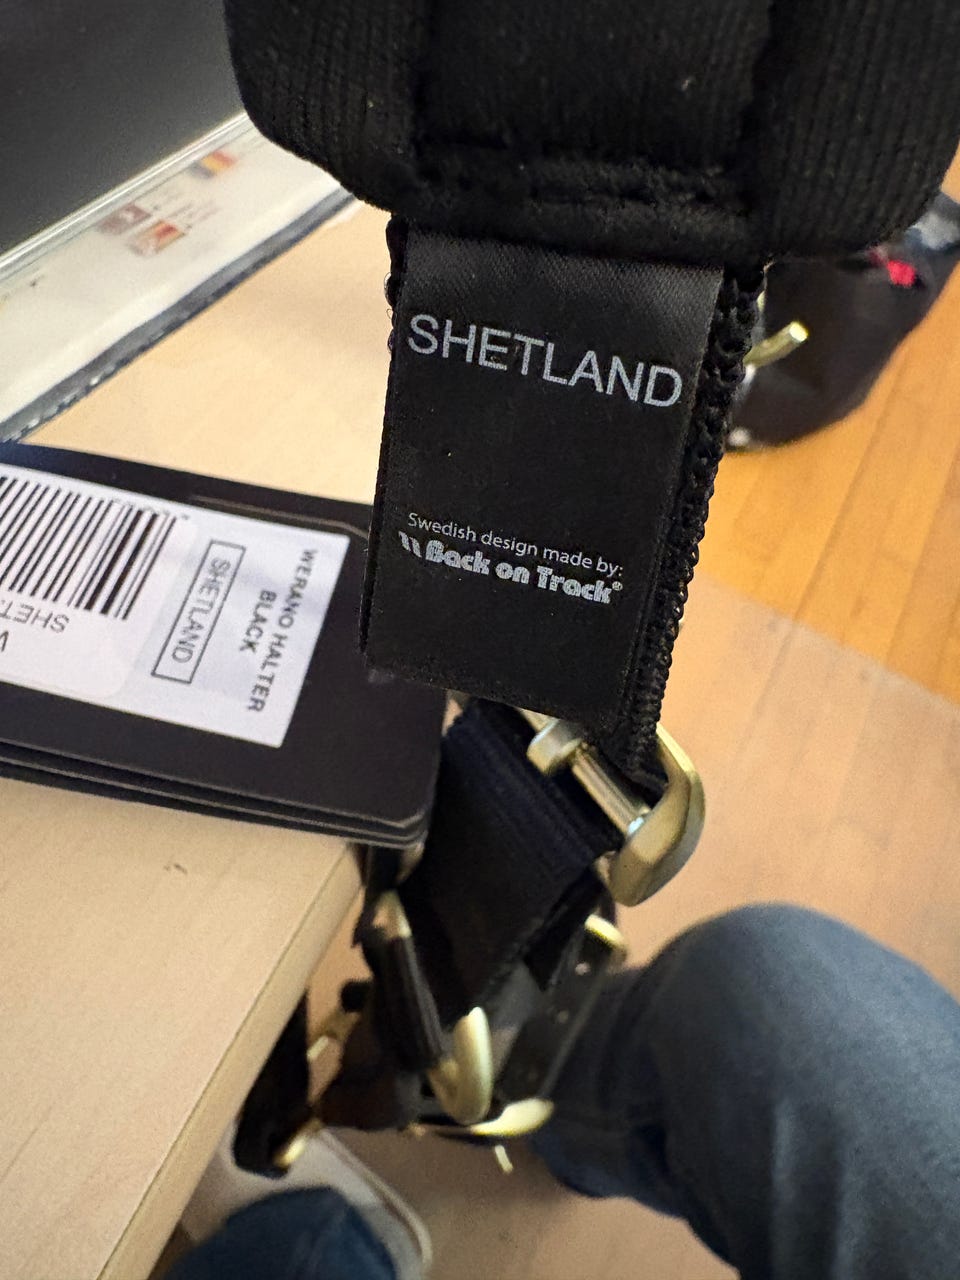 SHETLAND
Swedish design made by:
Back on Track®
WERANO HALTER
BLACK
SHETLAND